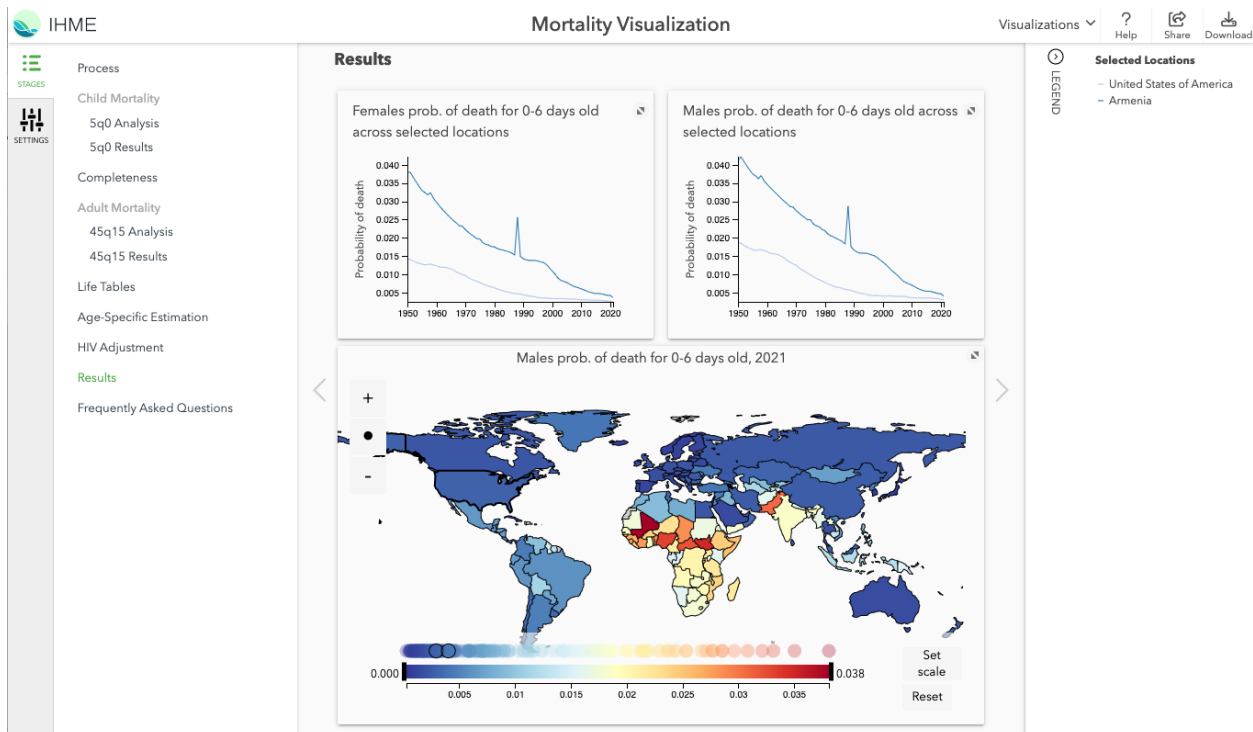 IHME
Mortality Visualization
Visualizations
Help
Share
Download
STAGES
SETTINGS
Process
Child Mortality
5q0 Analysis
5q0 Results
Completeness
Adult Mortality
45q15 Analysis
45q15 Results
Life Tables
Age-Specific Estimation
HIV Adjustment
Results
Frequently Asked Questions
Results
Females prob. of death for 0-6 days old
across selected locations
Probability of death
0.040
0.035
0.030
0.025
0.020
0.015
0.010
0.005
1950 1960 1970 1980 1990 2000 2010 2020
Males prob. of death for 0-6 days old across
selected locations
Probability of death
0.040
0.035
0.030
0.025
0.020
0.015
0.010
0.005
1950 1960 1970 1980 1990 2000 2010 2020
Males prob. of death for 0-6 days old, 2021
+
-
0.000
0.038
0.005 0.01 0.015 0.02 0.025 0.03 0.035
Set
scale
Reset
LEGEND
Selected Locations
United States of America
Armenia